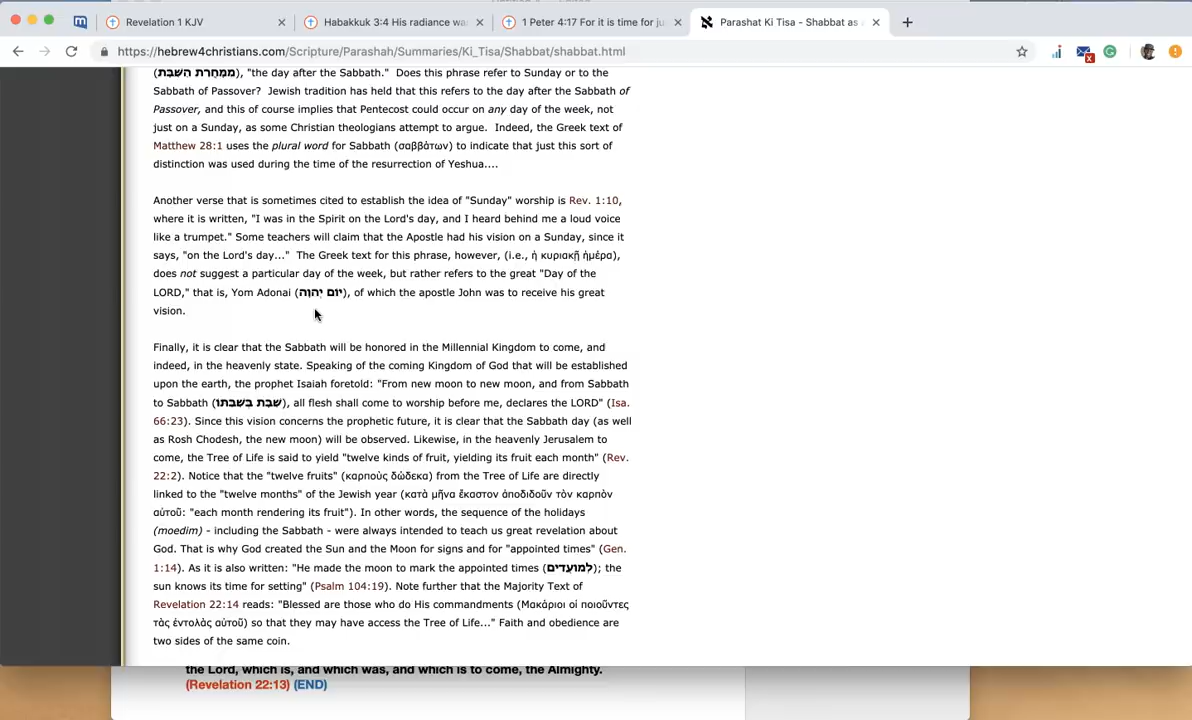 Revelation 1 KJV
Habakkuk 3:4 His radiance wa
1 Peter 4:17 For it is time for ju
Parashat Ki Tisa - Shabbat as
https://hebrew4christians.com/Scripture/Parashah/Summaries/Ki_Tisa/Shabbat/shabbat.html
(ממחרת השבת), "the day after the Sabbath." Does this phrase refer to Sunday or to the
Sabbath of Passover? Jewish tradition has held that this refers to the day after the Sabbath of
Passover, and this of course implies that Pentecost could occur on any day of the week, not
just on a Sunday, as some Christian theologians attempt to argue. Indeed, the Greek text of
Matthew 28:1 uses the plural word for Sabbath (σαββάτων) to indicate that just this sort of
distinction was used during the time of the resurrection of Yeshua....
Another verse that is sometimes cited to establish the idea of "Sunday" worship is Rev. 1:10,
where it is written, "I was in the Spirit on the Lord's day, and I heard behind me a loud voice
like a trumpet." Some teachers will claim that the Apostle had his vision on a Sunday, since it
says, "on the Lord's day..." The Greek text for this phrase, however, (i.e., ἡ κυριακῇ ἡμέρα),
does not suggest a particular day of the week, but rather refers to the great "Day of the
LORD," that is, Yom Adonai (יום יהוה), of which the apostle John was to receive his great
vision.
Finally, it is clear that the Sabbath will be honored in the Millennial Kingdom to come, and
indeed, in the heavenly state. Speaking of the coming Kingdom of God that will be established
upon the earth, the prophet Isaiah foretold: "From new moon to new moon, and from Sabbath
to Sabbath (שבת בשבתו), all flesh shall come to worship before me, declares the LORD" (Isa.
66:23). Since this vision concerns the prophetic future, it is clear that the Sabbath day (as well
as Rosh Chodesh, the new moon) will be observed. Likewise, in the heavenly Jerusalem to
come, the Tree of Life is said to yield "twelve kinds of fruit, yielding its fruit each month" (Rev.
22:2). Notice that the "twelve fruits" (καρποὺς δώδεκα) from the Tree of Life are directly
linked to the "twelve months" of the Jewish year (κατὰ μῆνα ἕκαστον ἀποδιδοῦν τὸν καρπὸν
αὐτοῦ: "each month rendering its fruit"). In other words, the sequence of the holidays
(moedim) - including the Sabbath - were always intended to teach us great revelation about
God. That is why God created the Sun and the Moon for signs and for "appointed times" (Gen.
1:14). As it is also written: "He made the moon to mark the appointed times (למועדים); the
sun knows its time for setting" (Psalm 104:19). Note further that the Majority Text of
Revelation 22:14 reads: "Blessed are those who do His commandments (Μακάριοι οἱ ποιοῦντες
τὰς ἐντολὰς αὐτοῦ) so that they may have access the Tree of Life..." Faith and obedience are
two sides of the same coin.
the Lord, which is, and which was, and which is to come, the Almighty.
(Revelation 22:13) (END)